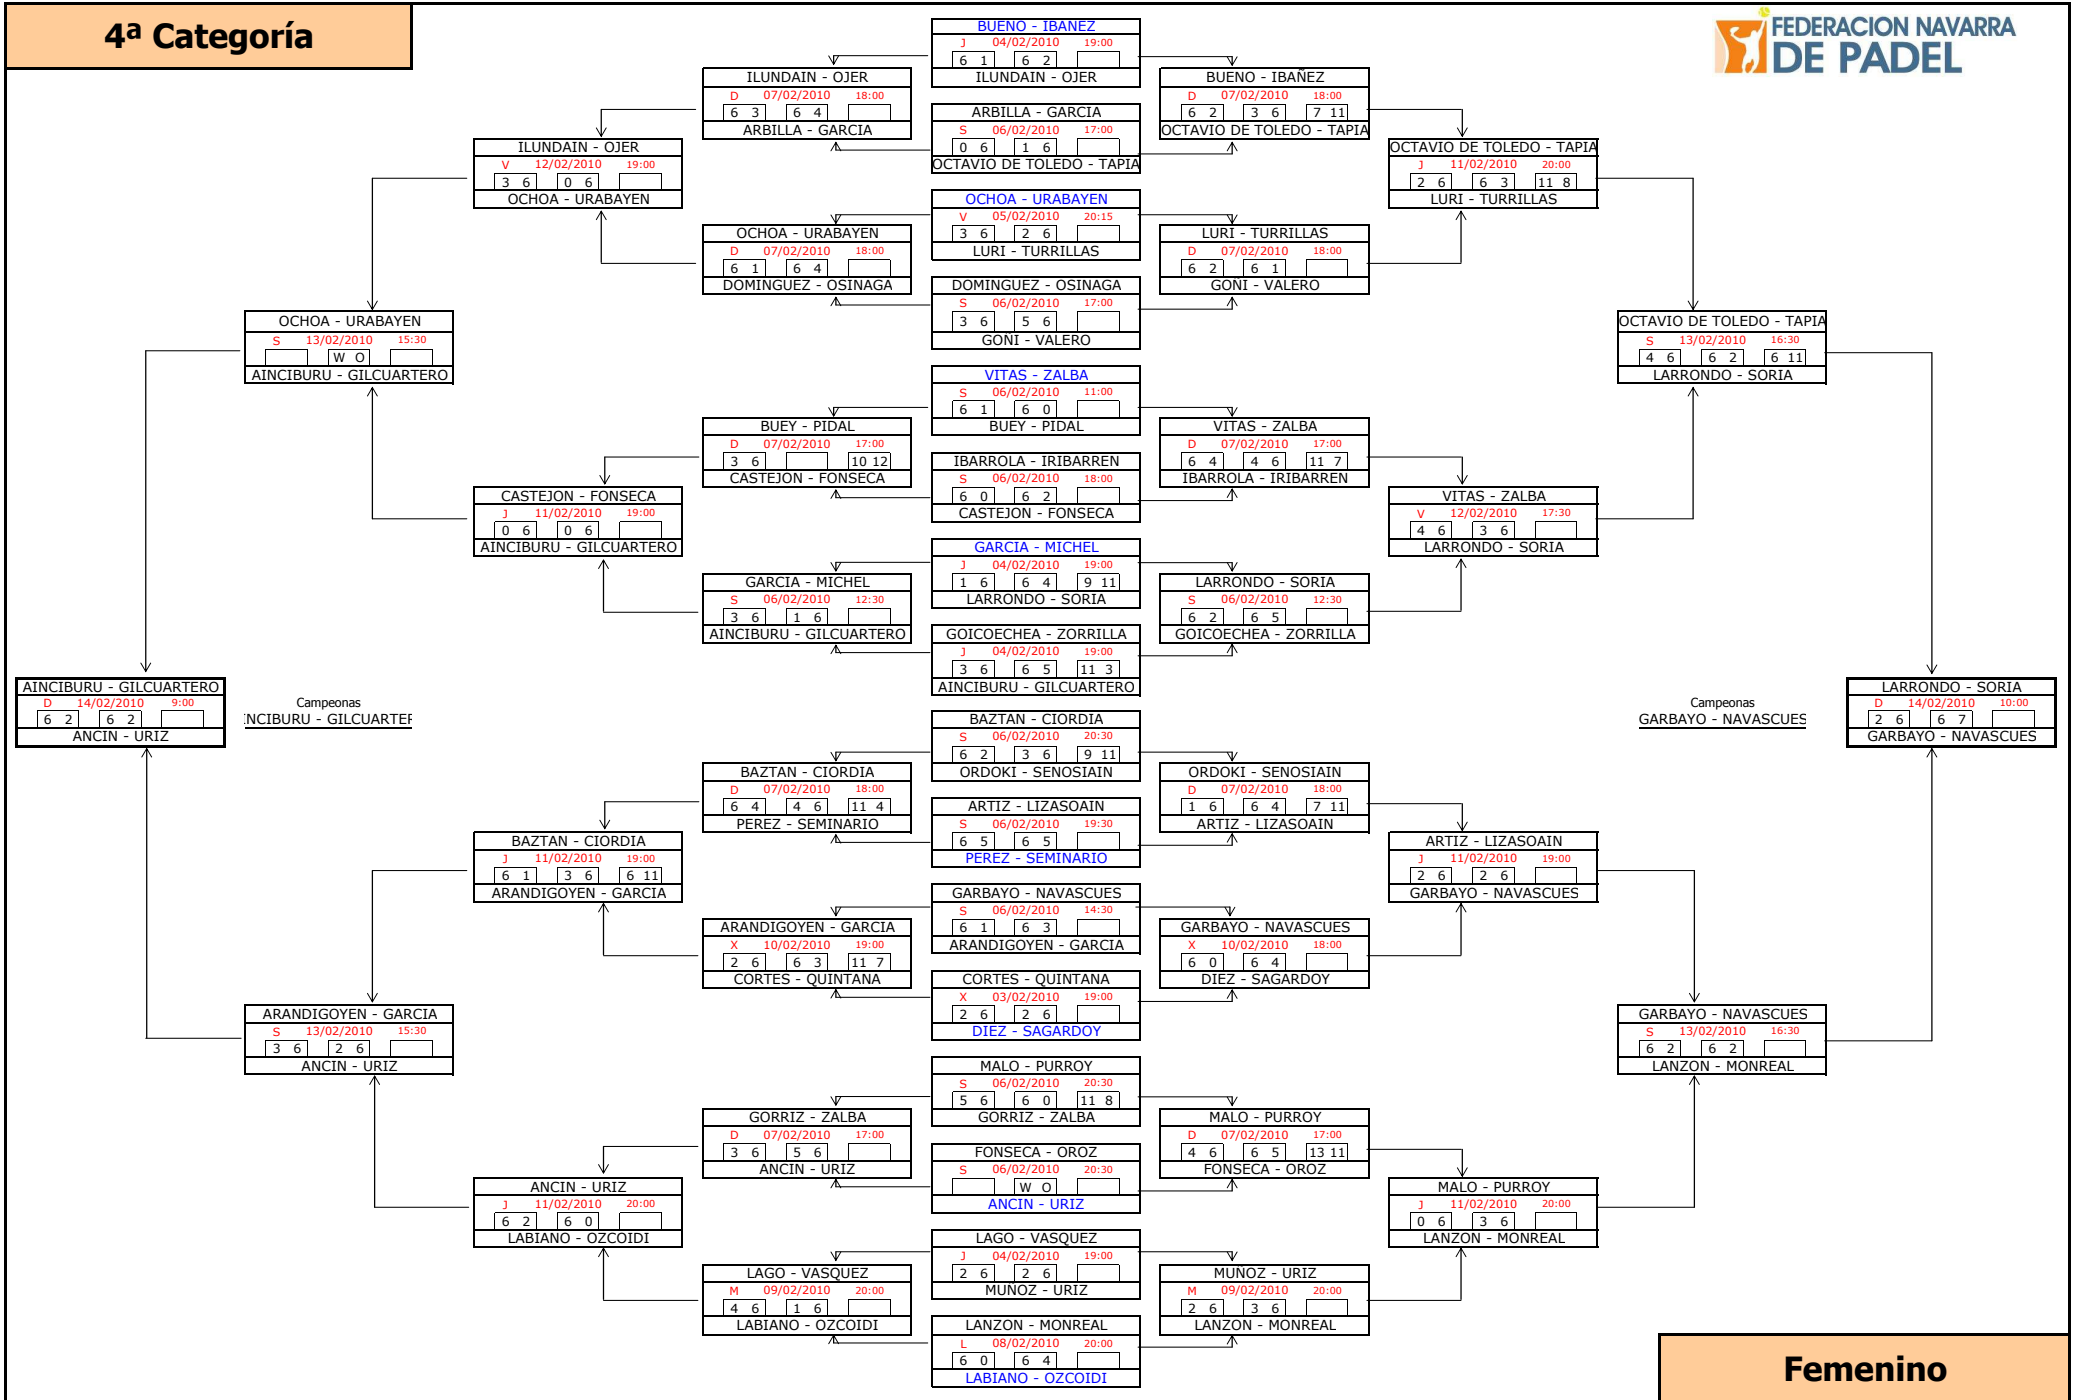 4ª Categoría
FEDERACION NAVARRA
DE PADEL
BUENO - IBAÑEZ
J 04/02/2010 19:00
6 1 6 2
ILUNDAIN - OJER
ARBILLA - GARCIA
S 06/02/2010 17:00
0 6 1 6
OCTAVIO DE TOLEDO - TAPIA
OCHOA - URABAYEN
V 05/02/2010 20:15
3 6 2 6
LURI - TURRILLAS
DOMINGUEZ - OSINAGA
S 06/02/2010 17:00
3 6 5 6
GOÑI - VALERO
VITAS - ZALBA
S 06/02/2010 11:00
6 1 6 0
BUEY - PIDAL
IBARROLA - IRIBARREN
S 06/02/2010 18:00
6 0 6 2
CASTEJON - FONSECA
GARCIA - MICHEL
J 04/02/2010 19:00
1 6 6 4 9 11
LARRONDO - SORIA
GOICOECHEA - ZORRILLA
J 04/02/2010 19:00
3 6 6 5 11 3
AINCIBURU - GILCUARTERO
BAZTAN - CIORDIA
S 06/02/2010 20:30
6 2 3 6 9 11
ORDOKI - SENOSIAIN
ARTIZ - LIZASOAIN
S 06/02/2010 19:30
6 5 6 5
PEREZ - SEMINARIO
GARBAYO - NAVASCUES
S 06/02/2010 14:30
6 1 6 3
ARANDIGOYEN - GARCIA
CORTES - QUINTANA
X 03/02/2010 19:00
2 6 2 6
DIEZ - SAGARDOY
MALO - PURROY
S 06/02/2010 20:30
5 6 6 0 11 8
GORRIZ - ZALBA
FONSECA - OROZ
S 06/02/2010 20:30
W O
ANCIN - URIZ
LAGO - VASQUEZ
J 04/02/2010 19:00
2 6 2 6
MUÑOZ - URIZ
LANZON - MONREAL
L 08/02/2010 20:00
6 0 6 4
LABIANO - OZCOIDI
ILUNDAIN - OJER
D 07/02/2010 18:00
6 3 6 4
ARBILLA - GARCIA
OCHOA - URABAYEN
D 07/02/2010 18:00
6 1 6 4
DOMINGUEZ - OSINAGA
BUEY - PIDAL
D 07/02/2010 17:00
3 6 10 12
CASTEJON - FONSECA
GARCIA - MICHEL
S 06/02/2010 12:30
3 6 1 6
AINCIBURU - GILCUARTERO
BAZTAN - CIORDIA
D 07/02/2010 18:00
6 4 4 6 11 4
PEREZ - SEMINARIO
ARANDIGOYEN - GARCIA
X 10/02/2010 19:00
2 6 6 3 11 7
CORTES - QUINTANA
GORRIZ - ZALBA
D 07/02/2010 17:00
3 6 5 6
ANCIN - URIZ
LAGO - VASQUEZ
M 09/02/2010 20:00
4 6 1 6
LABIANO - OZCOIDI
ILUNDAIN - OJER
V 12/02/2010 19:00
3 6 0 6
OCHOA - URABAYEN
CASTEJON - FONSECA
J 11/02/2010 19:00
0 6 0 6
AINCIBURU - GILCUARTERO
BAZTAN - CIORDIA
J 11/02/2010 19:00
6 1 3 6 6 11
ARANDIGOYEN - GARCIA
ANCIN - URIZ
J 11/02/2010 20:00
6 2 6 0
LABIANO - OZCOIDI
OCHOA - URABAYEN
S 13/02/2010 15:30
W O
AINCIBURU - GILCUARTERO
ARANDIGOYEN - GARCIA
S 13/02/2010 15:30
3 6 2 6
ANCIN - URIZ
AINCIBURU - GILCUARTERO
D 14/02/2010 9:00
6 2 6 2
ANCIN - URIZ
Campeonas
INCIBURU - GILCUARTER
BUENO - IBAÑEZ
D 07/02/2010 18:00
6 2 3 6 7 11
OCTAVIO DE TOLEDO - TAPIA
LURI - TURRILLAS
D 07/02/2010 18:00
6 2 6 1
GOÑI - VALERO
VITAS - ZALBA
D 07/02/2010 17:00
6 4 4 6 11 7
IBARROLA - IRIBARREN
LARRONDO - SORIA
S 06/02/2010 12:30
6 2 6 5
GOICOECHEA - ZORRILLA
ORDOKI - SENOSIAIN
D 07/02/2010 18:00
1 6 6 4 7 11
ARTIZ - LIZASOAIN
GARBAYO - NAVASCUES
X 10/02/2010 18:00
6 0 6 4
DIEZ - SAGARDOY
MALO - PURROY
D 07/02/2010 17:00
4 6 6 5 13 11
FONSECA - OROZ
MUÑOZ - URIZ
M 09/02/2010 20:00
2 6 3 6
LANZON - MONREAL
OCTAVIO DE TOLEDO - TAPIA
J 11/02/2010 20:00
2 6 6 3 11 8
LURI - TURRILLAS
VITAS - ZALBA
V 12/02/2010 17:30
4 6 3 6
LARRONDO - SORIA
ARTIZ - LIZASOAIN
J 11/02/2010 19:00
2 6 2 6
GARBAYO - NAVASCUES
MALO - PURROY
J 11/02/2010 20:00
0 6 3 6
LANZON - MONREAL
OCTAVIO DE TOLEDO - TAPIA
S 13/02/2010 16:30
4 6 6 2 6 11
LARRONDO - SORIA
GARBAYO - NAVASCUES
S 13/02/2010 16:30
6 2 6 2
LANZON - MONREAL
Campeonas
GARBAYO - NAVASCUES
LARRONDO - SORIA
D 14/02/2010 10:00
2 6 6 7
GARBAYO - NAVASCUES
Femenino